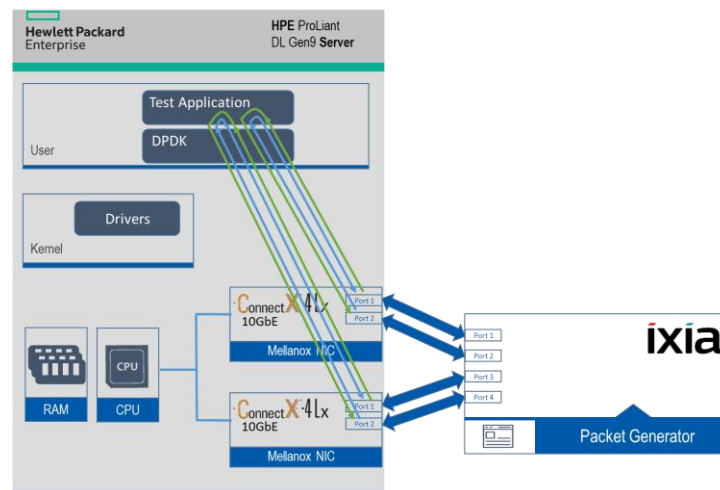 Hewlett Packard
Enterprise
HPE ProLiant
DL Gen9 Server
Test Application
DPDK
User
Drivers
Kernel
ConnectX·4Lx
10GbE
Port 1
Port 2
Mellanox NIC
RAM
CPU
CPU
ConnectX·4Lx
10GbE
Port 1
Port 2
Mellanox NIC
ixia
Port 1
Port 2
Port 3
Port 4
Packet Generator